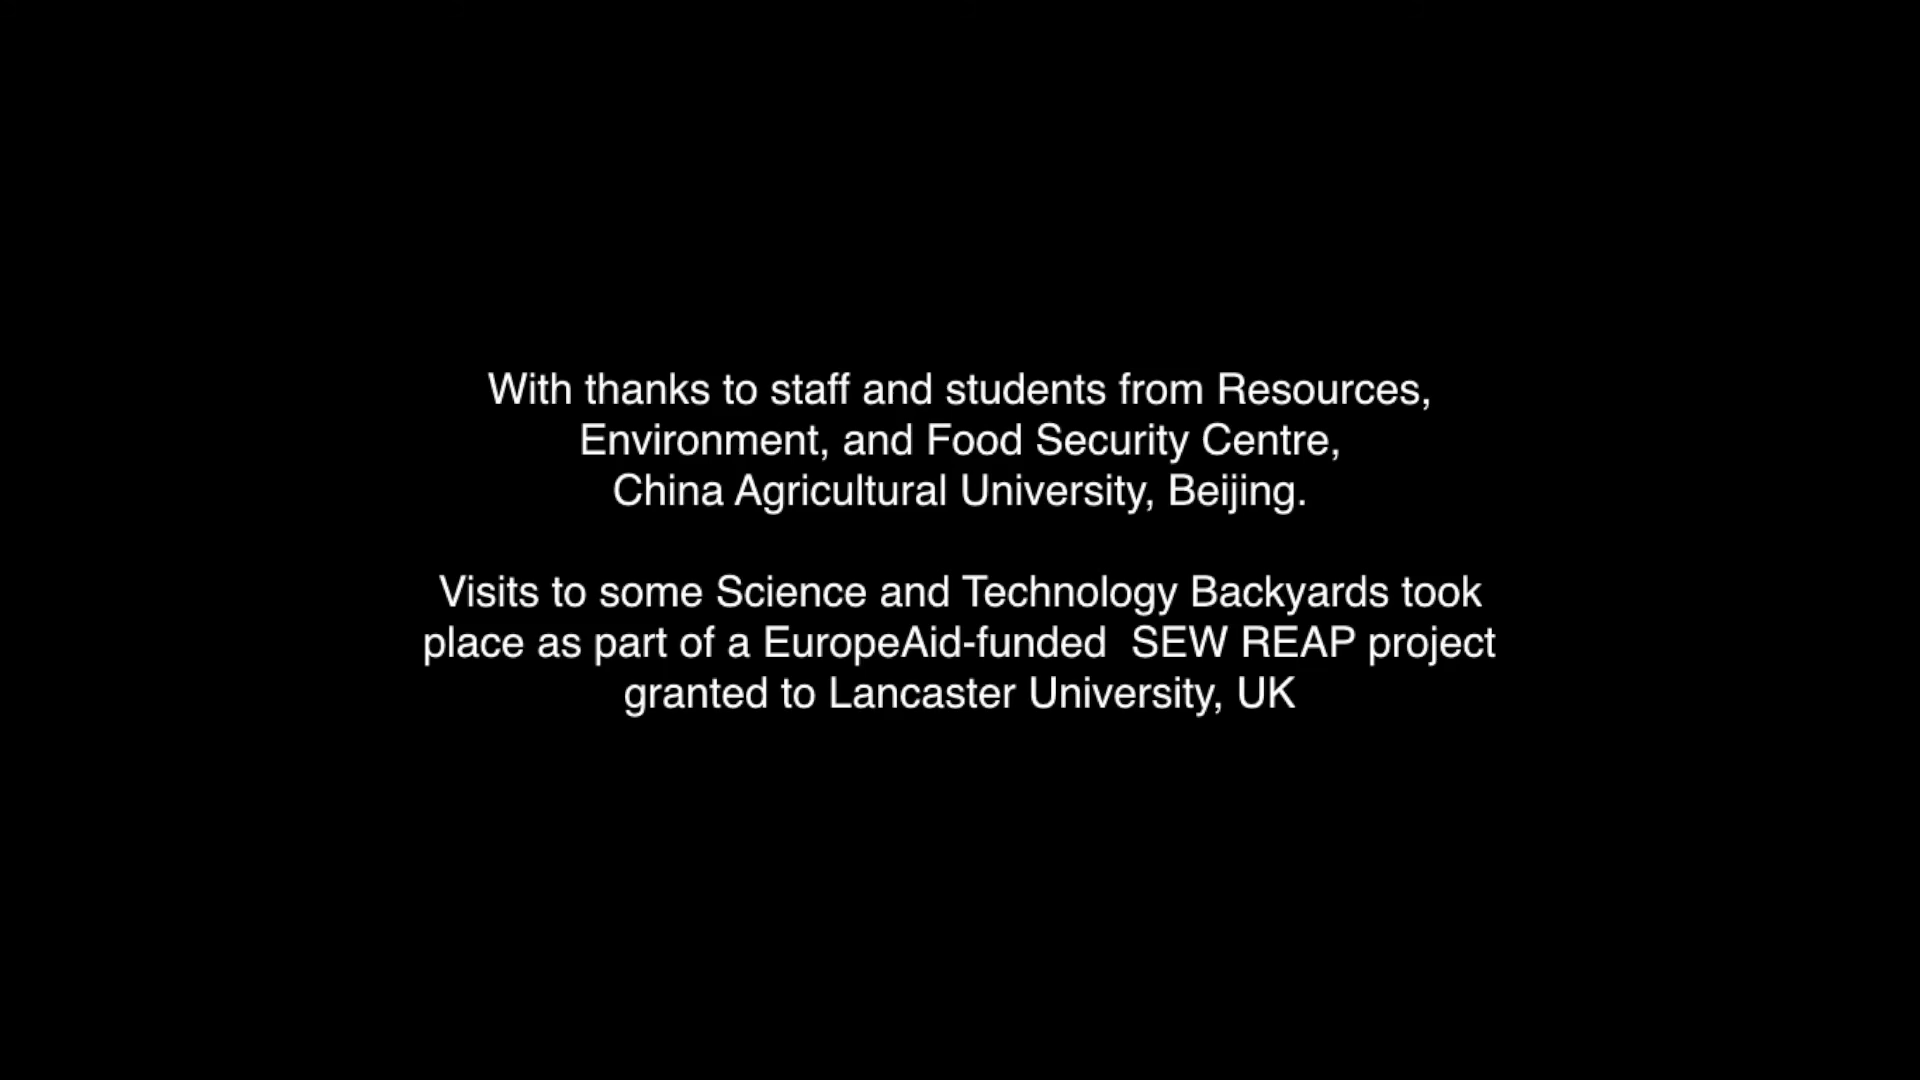 With thanks to staff and students from Resources,
Environment, and Food Security Centre,
China Agricultural University, Beijing.
Visits to some Science and Technology Backyards took
place as part of a EuropeAid-funded  SEW REAP project
granted to Lancaster University, UK